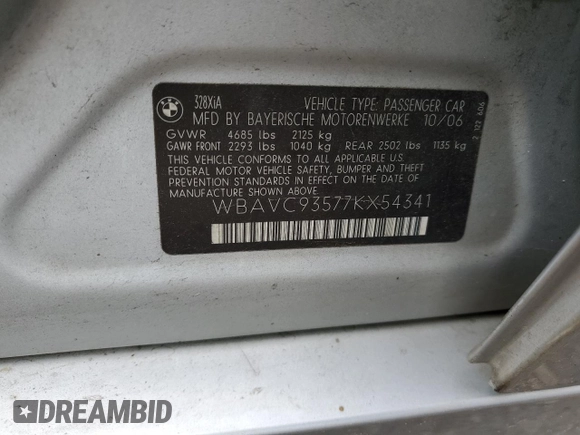 BMW
328XiA
VEHICLE TYPE: PASSENGER CAR
MFD BY BAYERISCHE MOTORENWERKE 10/06
GVWR 4685 lbs 2125 kg
GAWR FRONT 2293 lbs 1040 kg REAR 2502 lbs 1135 kg
THIS VEHICLE CONFORMS TO ALL APPLICABLE U.S.
FEDERAL MOTOR VEHICLE SAFETY, BUMPER AND THEFT
PREVENTION STANDARDS IN EFFECT ON THE DATE OF
MANUFACTURE SHOWN ABOVE.
WBAVC93577KX54341
DREAMBID